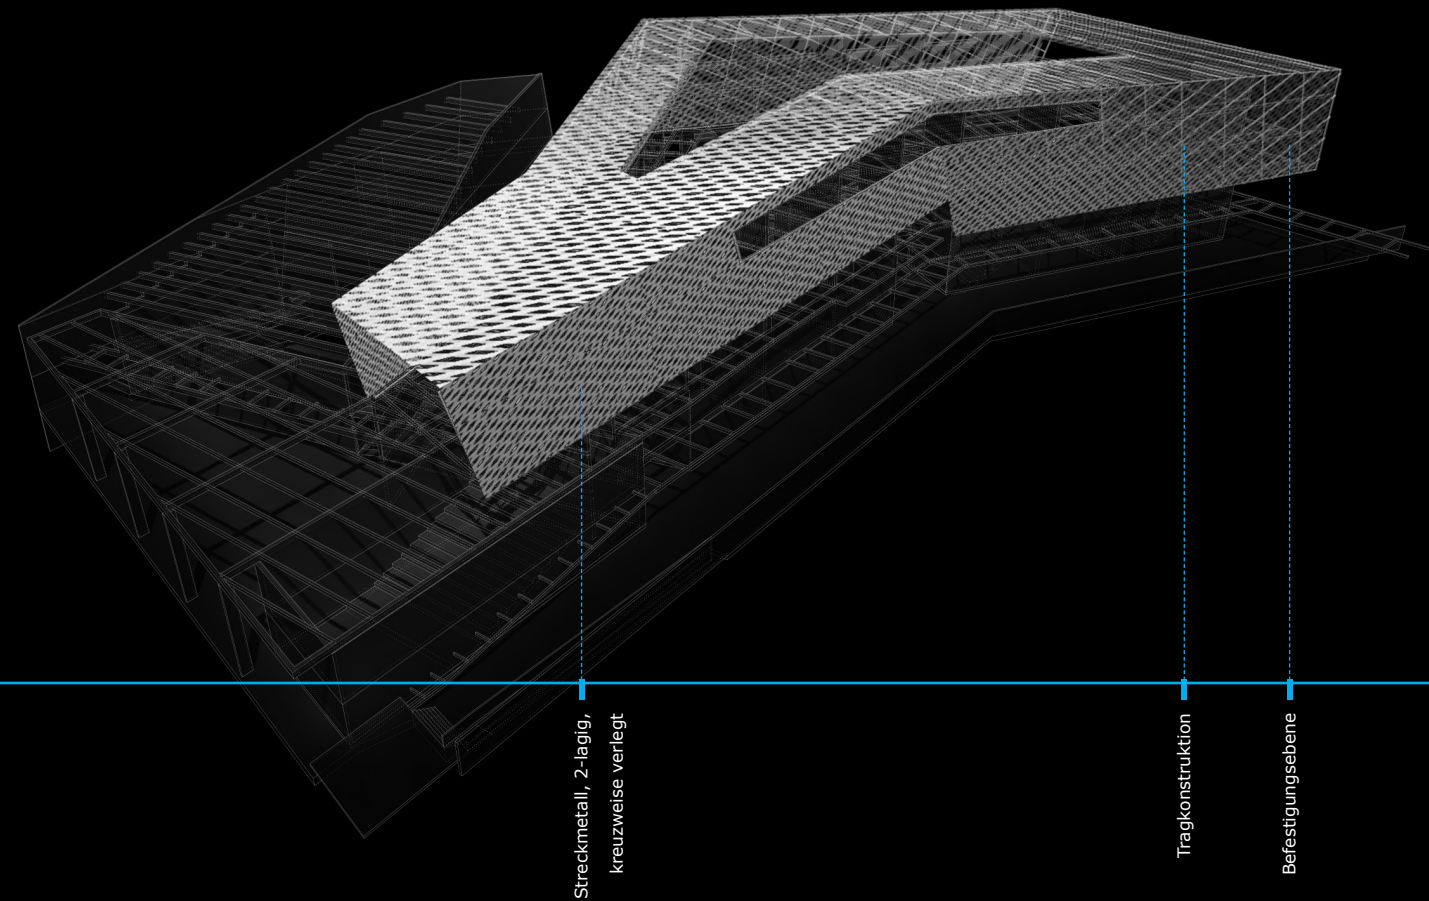 Streckmetall, 2-lagig,
kreuzweise verlegt
Tragkonstruktion
Befestigungsebene